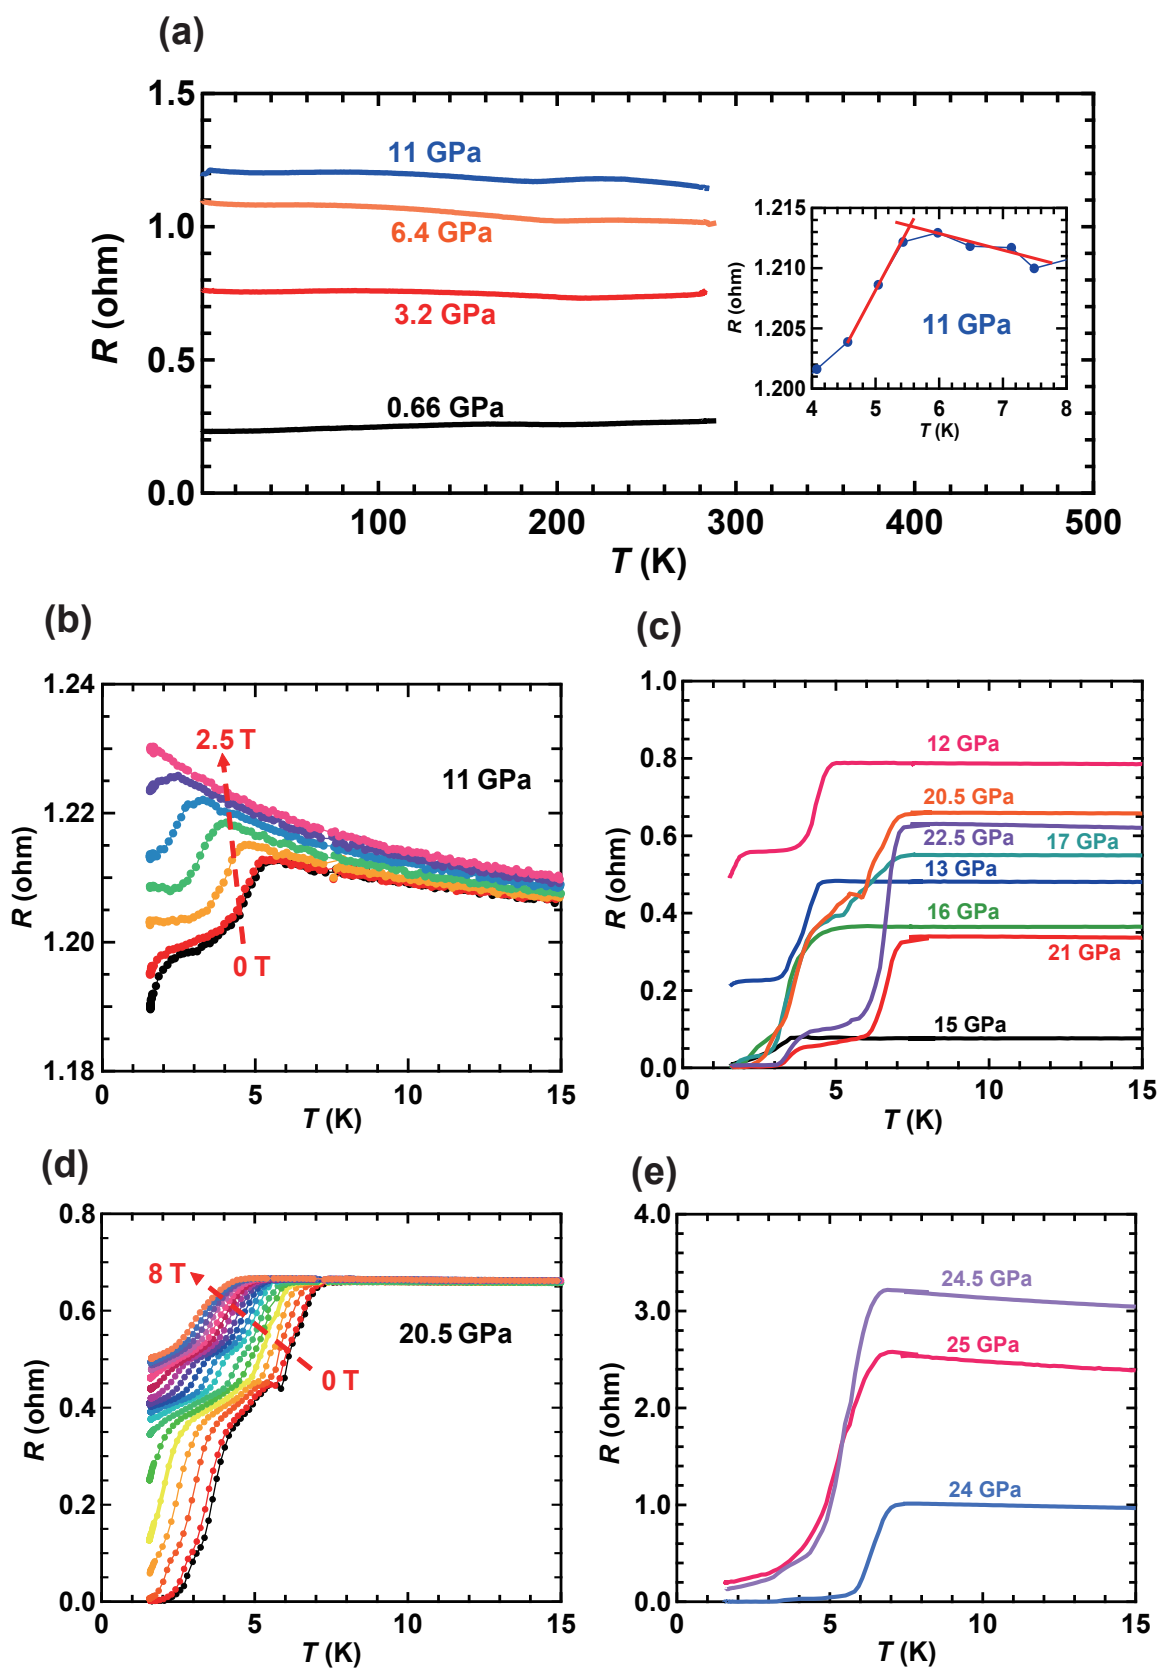 (a)
1.5
1.0
0.5
0.0
R (ohm)
11 GPa
6.4 GPa
3.2 GPa
0.66 GPa
100
200
300
400
500
T (K)
1.215
1.210
1.205
1.200
R (ohm)
11 GPa
4
5
6
7
8
T (K)
(b)
1.24
1.22
1.20
1.18
R (ohm)
2.5 T
11 GPa
0 T
0
5
10
15
T (K)
(c)
1.0
0.8
0.6
0.4
0.2
0.0
R (ohm)
12 GPa
20.5 GPa
22.5 GPa
17 GPa
13 GPa
16 GPa
21 GPa
15 GPa
0
5
10
15
T (K)
(d)
0.8
0.6
0.4
0.2
0.0
R (ohm)
8 T
20.5 GPa
0 T
0
5
10
15
T (K)
(e)
4.0
3.0
2.0
1.0
0.0
R (ohm)
24.5 GPa
25 GPa
24 GPa
0
5
10
15
T (K)